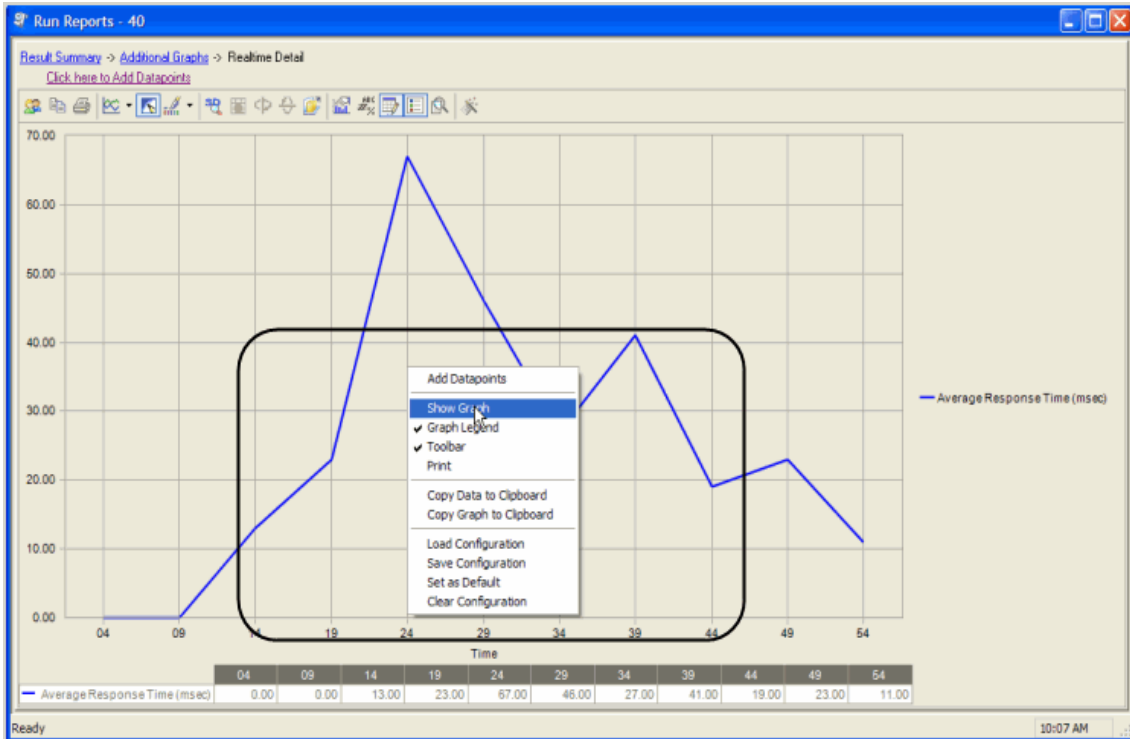 Run Reports - 40
Result Summary -> Additional Graphs -> Realtime Detail
Click here to Add Datapoints
70.00
60.00
50.00
40.00
30.00
20.00
10.00
0.00
Add Datapoints
Show Graph
Graph Legend
Toolbar
Print
Copy Data to Clipboard
Copy Graph to Clipboard
Load Configuration
Save Configuration
Set as Default
Clear Configuration
Average Response Time (msec)
04 09 14 19 24 29 34 39 44 49 54
Time
04 09 14 19 24 29 34 39 44 49 54
Average Response Time (msec) 0.00 0.00 13.00 23.00 67.00 46.00 27.00 41.00 19.00 23.00 11.00
Ready 10:07 AM